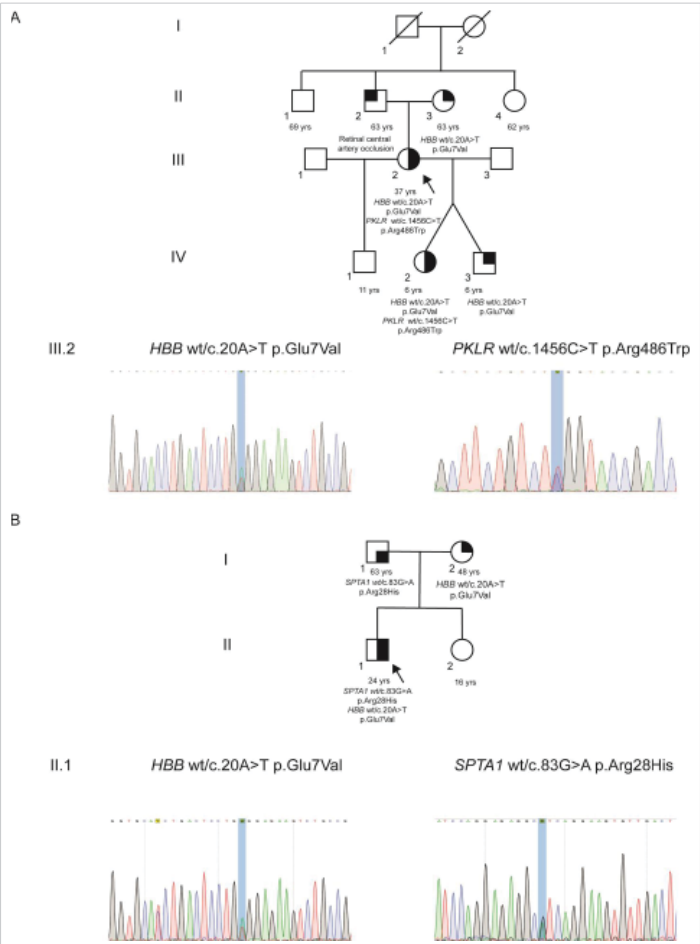 A
I
1
2
II
1
2
3
4
69 yrs
63 yrs
63 yrs
62 yrs
Retinal central
artery occlusion
HBB wt/c.20A>T
p.Glu7Val
III
1
2
3
37 yrs
HBB wt/c.20A>T
p.Glu7Val
PKLR wt/c.1456C>T
p.Arg486Trp
IV
1
2
3
11 yrs
6 yrs
6 yrs
HBB wt/c.20A>T
p.Glu7Val
PKLR wt/c.1456C>T
p.Arg486Trp
HBB wt/c.20A>T
p.Glu7Val
III.2
HBB wt/c.20A>T p.Glu7Val
PKLR wt/c.1456C>T p.Arg486Trp
B
I
1
63 yrs
SPTA1 wt/c.83G>A
p.Arg28His
2
48 yrs
HBB wt/c.20A>T
p.Glu7Val
II
1
2
24 yrs
SPTA1 wt/c.83G>A
p.Arg28His
HBB wt/c.20A>T
p.Glu7Val
16 yrs
II.1
HBB wt/c.20A>T p.Glu7Val
SPTA1 wt/c.83G>A p.Arg28His